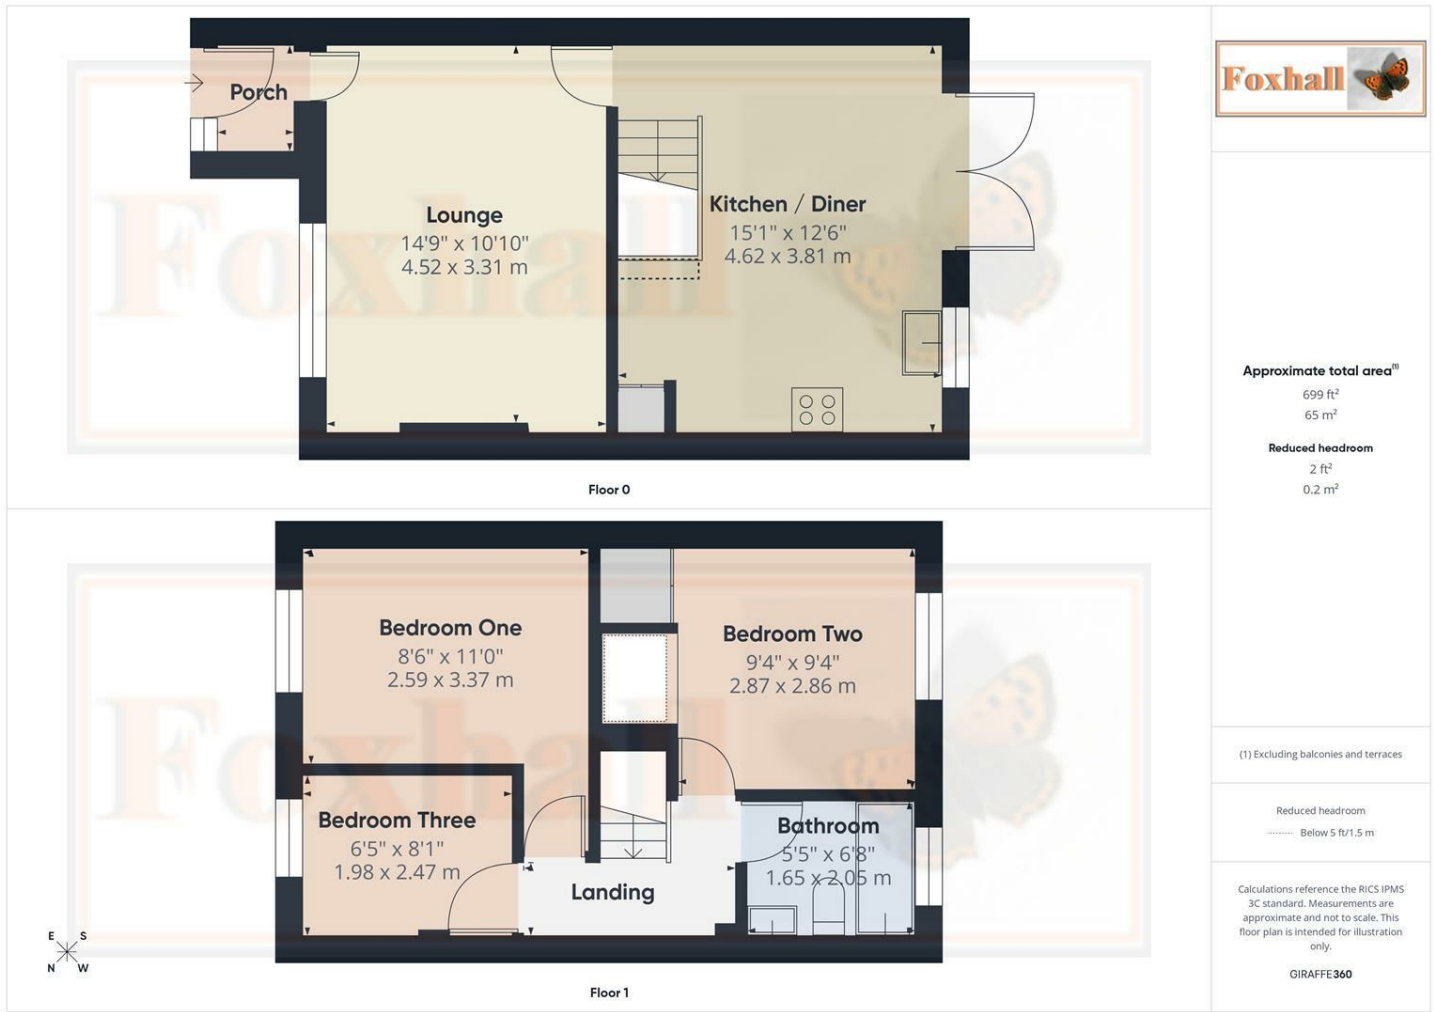 Porch
Lounge
14'9" x 10'10"
4.52 x 3.31 m
Kitchen / Diner
15'1" x 12'6"
4.62 x 3.81 m
Foxhall
Floor 0
Bedroom One
8'6" x 11'0"
2.59 x 3.37 m
Bedroom Two
9'4" x 9'4"
2.87 x 2.86 m
Bedroom Three
6'5" x 8'1"
1.98 x 2.47 m
Landing
Bathroom
5'5" x 6'8"
1.65 x 2.05 m
Foxhall
E S
N W
Floor 1
Foxhall
Approximate total area(1)
699 ft²
65 m²
Reduced headroom
2 ft²
0.2 m²
(1) Excluding balconies and terraces
Reduced headroom
Below 5 ft/1.5 m
Calculations reference the RICS IPMS
3C standard. Measurements are
approximate and not to scale. This
floor plan is intended for illustration
only.
GIRAFFE360